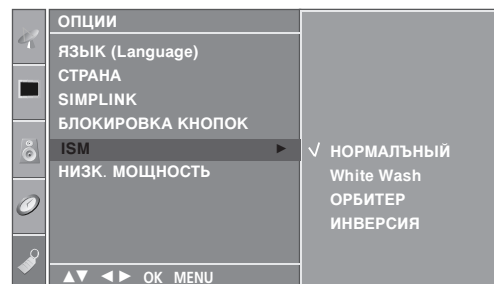 ОПЦИИ
ЯЗЫК (Language)
СТРАНА
SIMPLINK
БЛОКИРОВКА КНОПОК
ISM ►
НИЗК. МОЩНОСТЬ
√ НОРМАЛЪНЫЙ
White Wash
ОРБИТЕР
ИНВЕРСИЯ
▲▼ ◄► OK MENU